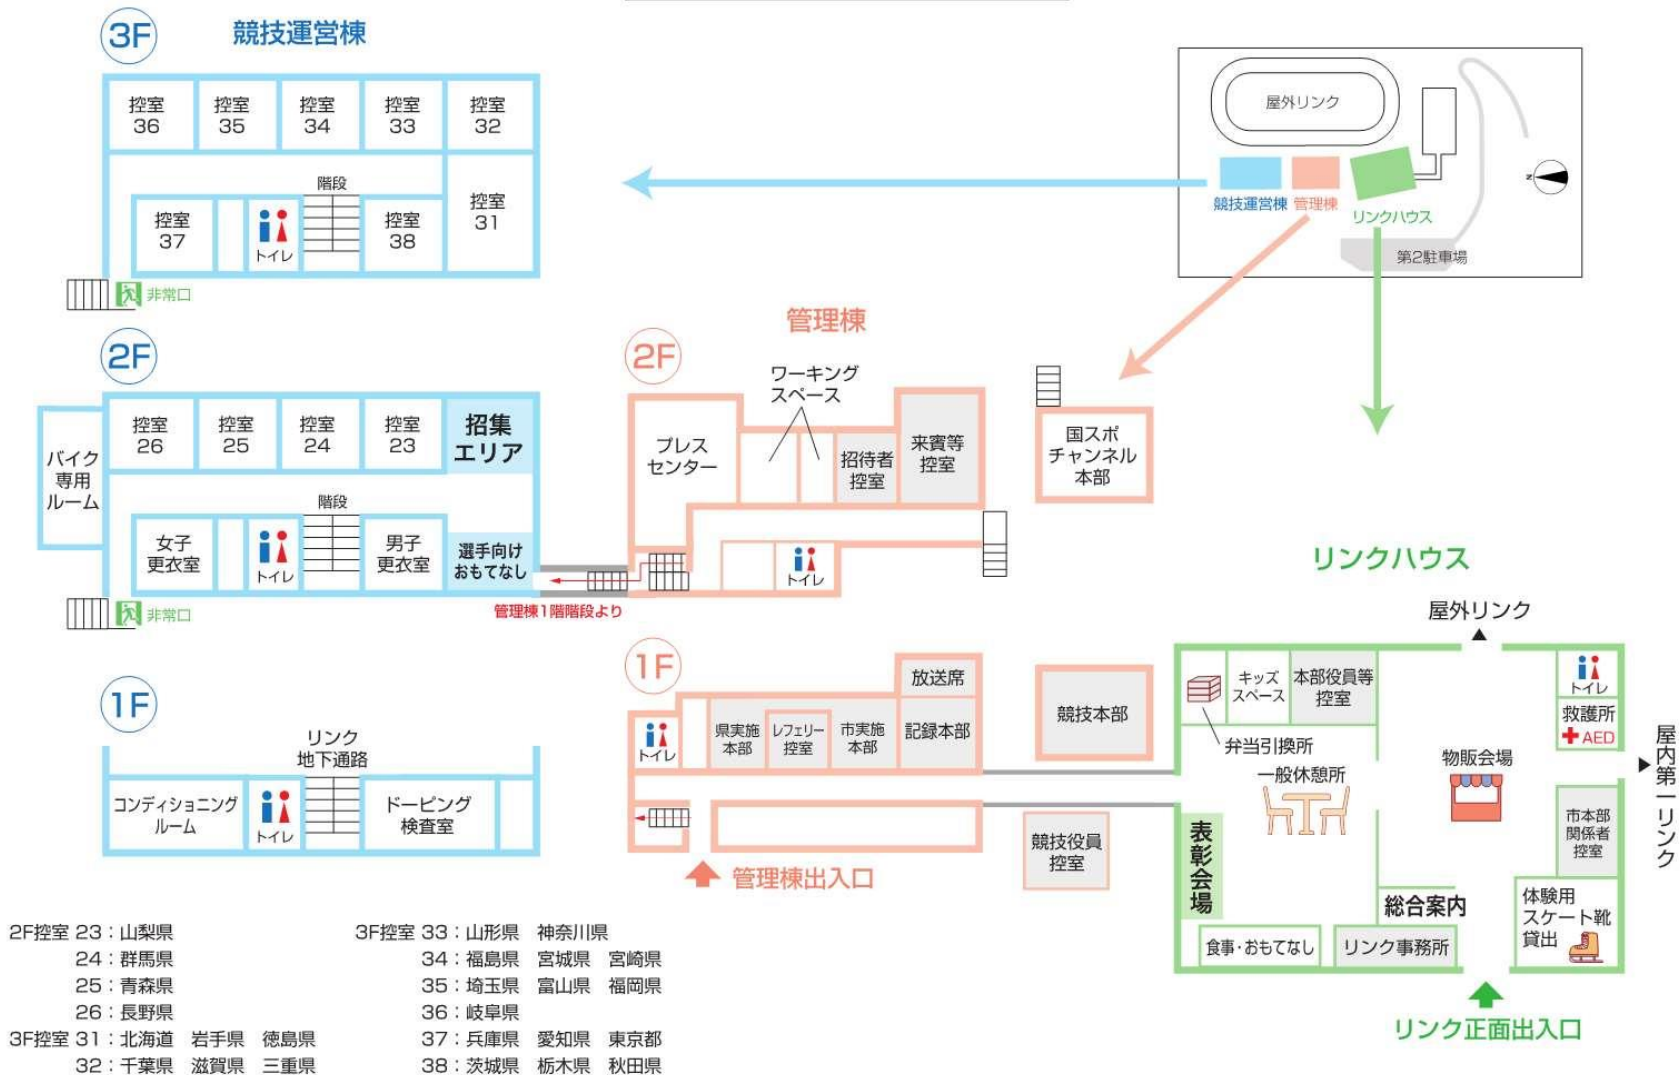 3F
競技運営棟
控室
36
控室
35
控室
34
控室
33
控室
32
階段
控室
37
トイレ
控室
38
控室
31
非常口
屋外リンク
競技運営棟
管理棟
リンクハウス
第2駐車場
N
2F
バイク
専用
ルーム
控室
26
控室
25
控室
24
控室
23
招集
エリア
階段
女子
更衣室
トイレ
男子
更衣室
選手向け
おもてなし
非常口
管理棟1階階段より
管理棟
2F
ワーキング
スペース
プレス
センター
招待者
控室
来賓等
控室
トイレ
国スポ
チャンネル
本部
1F
リンク
地下通路
コンディショニング
ルーム
トイレ
ドーピング
検査室
1F
トイレ
県実施
本部
レフェリー
控室
市実施
本部
放送席
記録本部
競技本部
競技役員
控室
管理棟出入口
リンクハウス
屋外リンク
キッズ
スペース
本部役員等
控室
弁当引換所
一般休憩所
物販会場
トイレ
救護所
AED
屋内第一リンク
市本部
関係者
控室
表彰会場
総合案内
体験用
スケート靴
貸出
食事・おもてなし
リンク事務所
リンク正面出入口
2F控室 23：山梨県
24：群馬県
25：青森県
26：長野県
3F控室 31：北海道 岩手県 徳島県
32：千葉県 滋賀県 三重県
3F控室 33：山形県 神奈川県
34：福島県 宮城県 宮崎県
35：埼玉県 富山県 福岡県
36：岐阜県
37：兵庫県 愛知県 東京都
38：茨城県 栃木県 秋田県